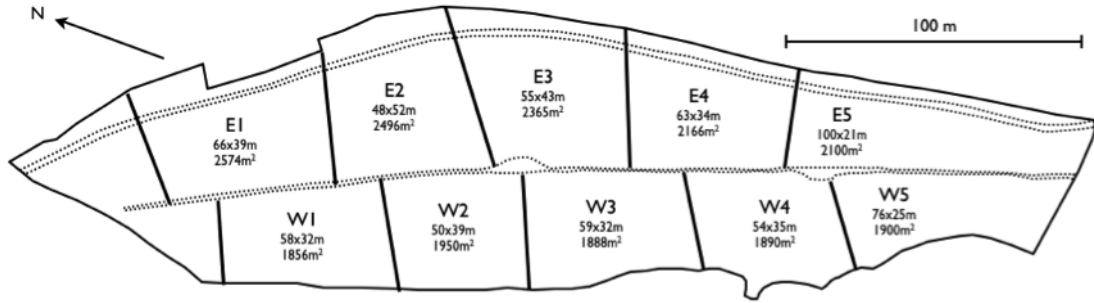 N
100 m
E1
66x39m
2574m²
E2
48x52m
2496m²
E3
55x43m
2365m²
E4
63x34m
2166m²
E5
100x21m
2100m²
W1
58x32m
1856m²
W2
50x39m
1950m²
W3
59x32m
1888m²
W4
54x35m
1890m²
W5
76x25m
1900m²